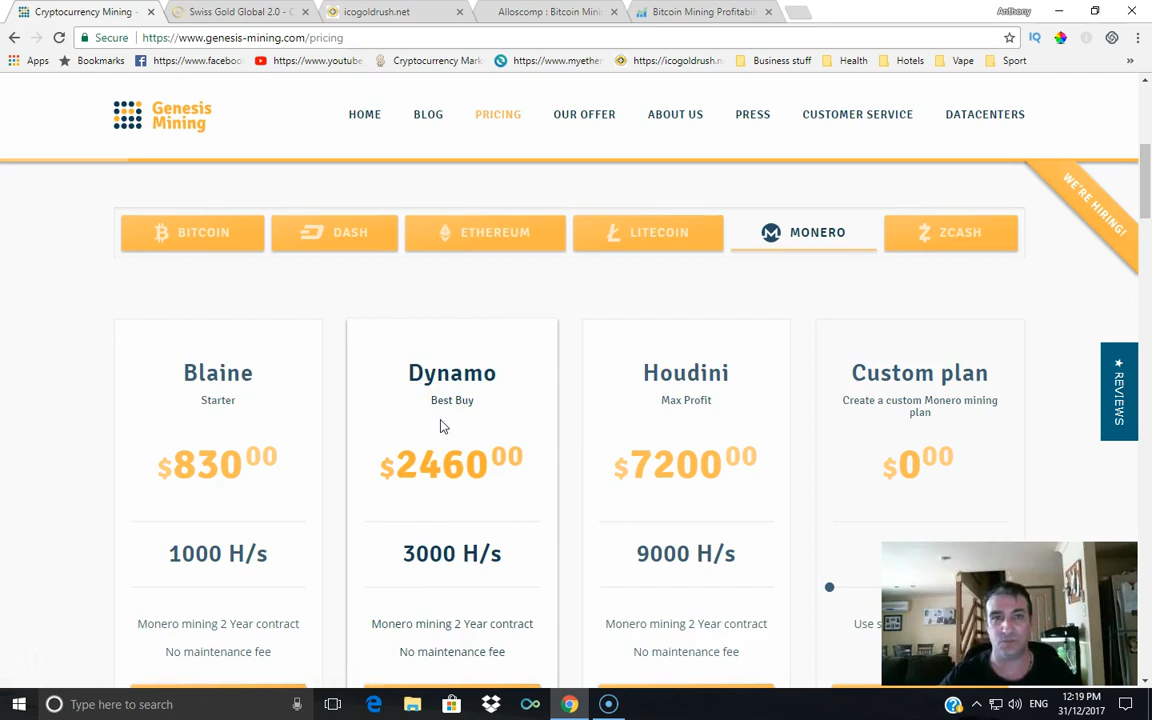 Cryptocurrency Mining -
Swiss Gold Global 2.0 - C
icogoldrush.net
Alloscomp : Bitcoin Mini
Bitcoin Mining Profitabili
Anthony
Secure
https://www.genesis-mining.com/pricing
Apps
Bookmarks
https://www.faceboo
https://www.youtube
Cryptocurrency Mark
https://www.myether
https://icogoldrush.n
Business stuff
Health
Hotels
Vape
Sport
Genesis
Mining
HOME
BLOG
PRICING
OUR OFFER
ABOUT US
PRESS
CUSTOMER SERVICE
DATACENTERS
WE'RE HIRING!
BITCOIN
DASH
ETHEREUM
LITECOIN
MONERO
ZCASH
Blaine
Starter
$830 00
1000 H/s
Monero mining 2 Year contract
No maintenance fee
Dynamo
Best Buy
$2460 00
3000 H/s
Monero mining 2 Year contract
No maintenance fee
Houdini
Max Profit
$7200 00
9000 H/s
Monero mining 2 Year contract
No maintenance fee
Custom plan
Create a custom Monero mining
plan
$0 00
Use s
★ REVIEWS
Type here to search
ENG
12:19 PM
31/12/2017